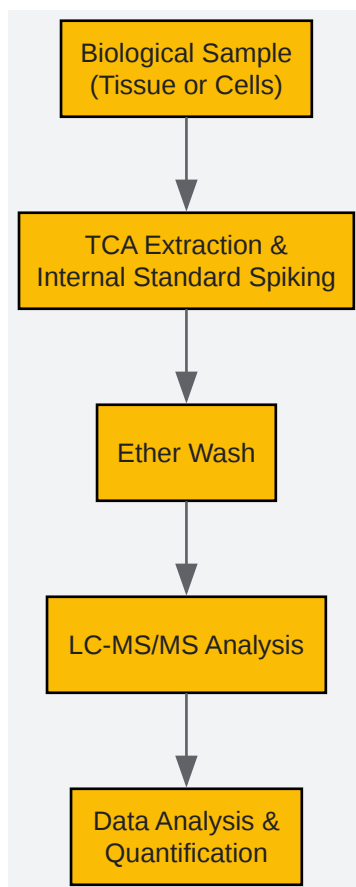 Biological Sample
(Tissue or Cells)
TCA Extraction &
Internal Standard Spiking
Ether Wash
LC-MS/MS Analysis
Data Analysis &
Quantification